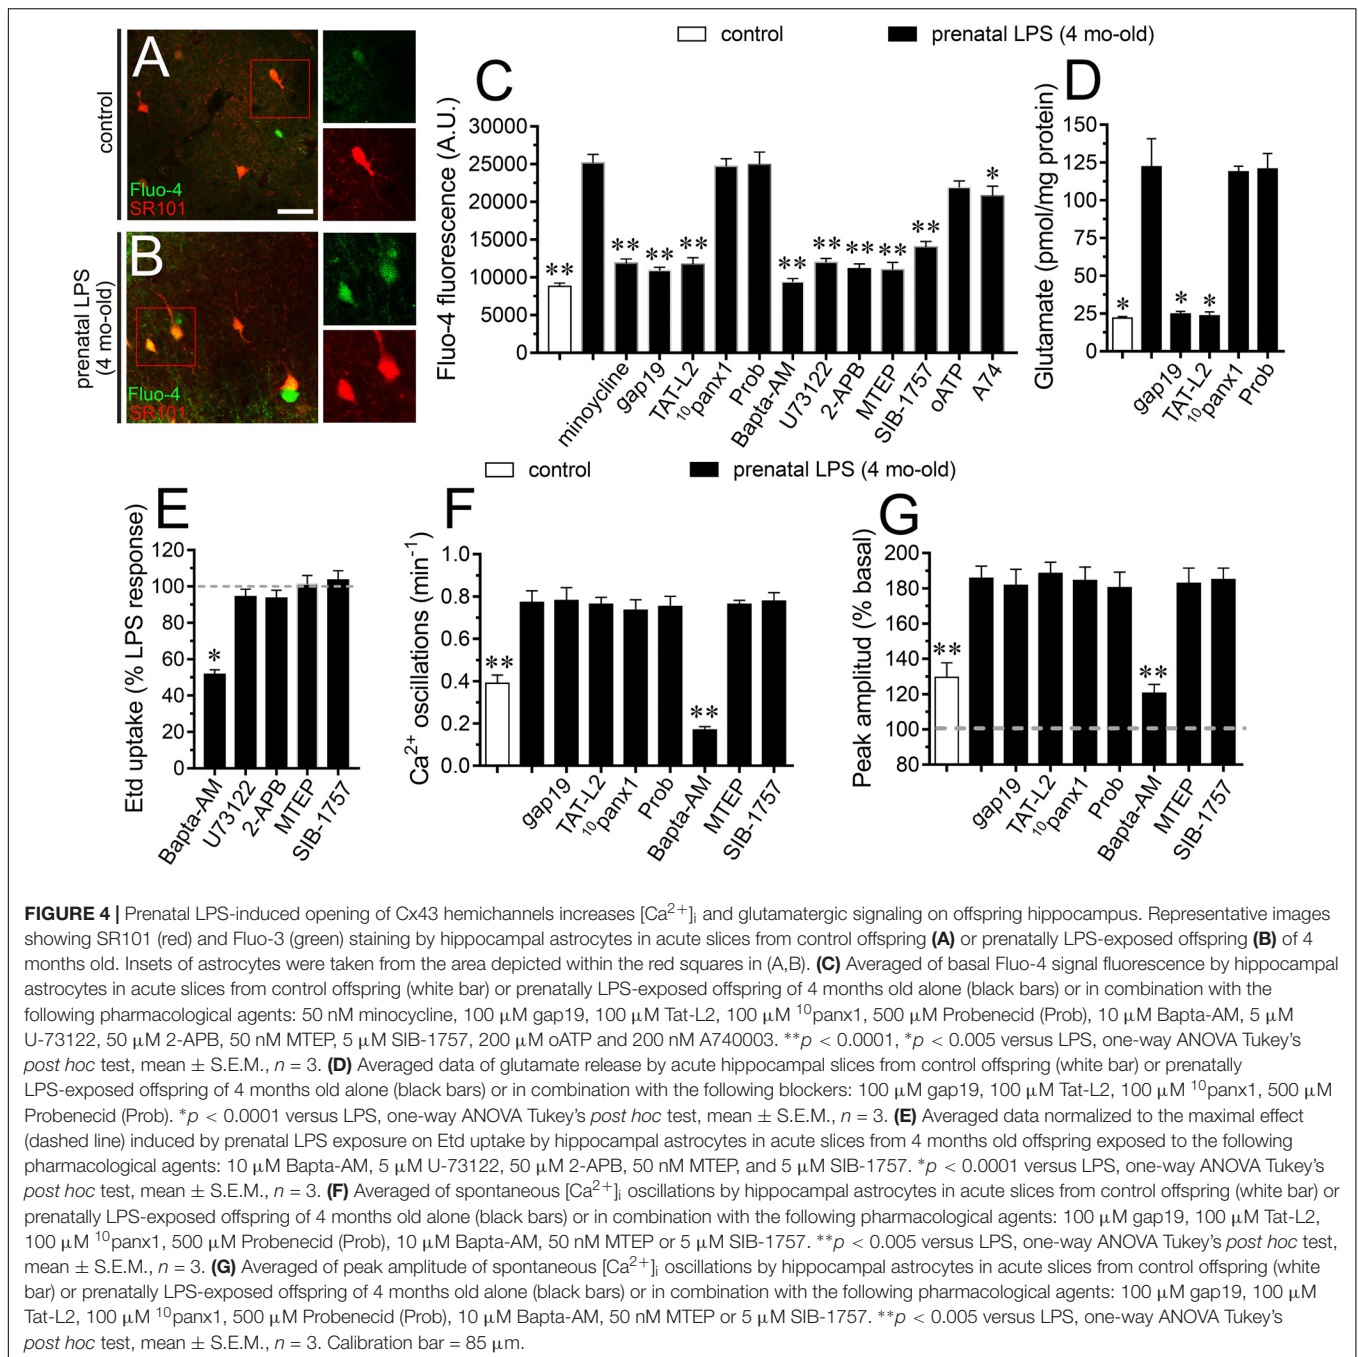 control
prenatal LPS (4 mo-old)
A
control
Fluo-4
SR101
B
prenatal LPS
(4 mo-old)
Fluo-4
SR101
C
Fluo-4 fluorescence (A.U.)
30000
25000
20000
15000
10000
5000
0
**
**
**
**
**
**
**
**
**
*
minoycline
gap19
TAT-L2
10panx1
Prob
Bapta-AM
U73122
2-APB
MTEP
SIB-1757
oATP
A74
D
Glutamate (pmol/mg protein)
150
125
100
75
50
25
0
*
*
*
gap19
TAT-L2
10panx1
Prob
control
prenatal LPS (4 mo-old)
E
Etd uptake (% LPS response)
120
100
80
60
40
20
0
*
Bapta-AM
U73122
2-APB
MTEP
SIB-1757
F
Ca2+ oscillations (min-1)
1.0
0.8
0.6
0.4
0.2
0.0
**
**
gap19
TAT-L2
10panx1
Prob
Bapta-AM
MTEP
SIB-1757
G
Peak amplitud (% basal)
200
190
160
130
120
100
80
**
**
gap19
TAT-L2
10panx1
Prob
Bapta-AM
MTEP
SIB-1757
FIGURE 4 | Prenatal LPS-induced opening of Cx43 hemichannels increases [Ca2+]i and glutamatergic signaling on offspring hippocampus. Representative images
showing SR101 (red) and Fluo-3 (green) staining by hippocampal astrocytes in acute slices from control offspring (A) or prenatally LPS-exposed offspring (B) of 4
months old. Insets of astrocytes were taken from the area depicted within the red squares in (A,B). (C) Averaged of basal Fluo-4 signal fluorescence by hippocampal
astrocytes in acute slices from control offspring (white bar) or prenatally LPS-exposed offspring of 4 months old alone (black bars) or in combination with the
following pharmacological agents: 50 nM minocycline, 100 μM gap19, 100 μM Tat-L2, 100 μM 10panx1, 500 μM Probenecid (Prob), 10 μM Bapta-AM, 5 μM
U-73122, 50 μM 2-APB, 50 nM MTEP, 5 μM SIB-1757, 200 μM oATP and 200 nM A740003. **p < 0.0001, *p < 0.005 versus LPS, one-way ANOVA Tukey's
post hoc test, mean ± S.E.M., n = 3. (D) Averaged data of glutamate release by acute hippocampal slices from control offspring (white bar) or prenatally
LPS-exposed offspring of 4 months old alone (black bars) or in combination with the following blockers: 100 μM gap19, 100 μM Tat-L2, 100 μM 10panx1, 500 μM
Probenecid (Prob). *p < 0.0001 versus LPS, one-way ANOVA Tukey's post hoc test, mean ± S.E.M., n = 3. (E) Averaged data normalized to the maximal effect
(dashed line) induced by prenatal LPS exposure on Etd uptake by hippocampal astrocytes in acute slices from 4 months old offspring exposed to the following
pharmacological agents: 10 μM Bapta-AM, 5 μM U-73122, 50 μM 2-APB, 50 nM MTEP, and 5 μM SIB-1757. *p < 0.0001 versus LPS, one-way ANOVA Tukey's
post hoc test, mean ± S.E.M., n = 3. (F) Averaged of spontaneous [Ca2+]i oscillations by hippocampal astrocytes in acute slices from control offspring (white bar) or
prenatally LPS-exposed offspring of 4 months old alone (black bars) or in combination with the following pharmacological agents: 100 μM gap19, 100 μM Tat-L2,
100 μM 10panx1, 500 μM Probenecid (Prob), 10 μM Bapta-AM, 50 nM MTEP or 5 μM SIB-1757. **p < 0.005 versus LPS, one-way ANOVA Tukey's post hoc test,
mean ± S.E.M., n = 3. (G) Averaged of peak amplitude of spontaneous [Ca2+]i oscillations by hippocampal astrocytes in acute slices from control offspring (white
bar) or prenatally LPS-exposed offspring of 4 months old alone (black bars) or in combination with the following pharmacological agents: 100 μM gap19, 100 μM
Tat-L2, 100 μM 10panx1, 500 μM Probenecid (Prob), 10 μM Bapta-AM, 50 nM MTEP or 5 μM SIB-1757. **p < 0.005 versus LPS, one-way ANOVA Tukey's
post hoc test, mean ± S.E.M., n = 3. Calibration bar = 85 μm.